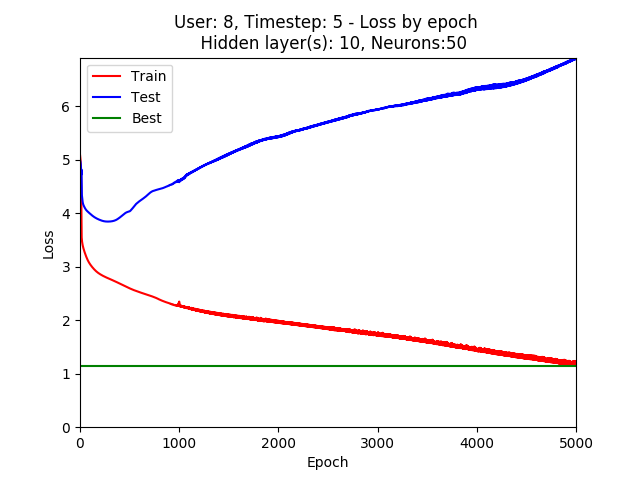 User: 8, Timestep: 5 - Loss by epoch
Hidden layer(s): 10, Neurons:50
Train
Test
Best
6
5
4
3
2
1
0
Loss
0 1000 2000 3000 4000 5000
Epoch